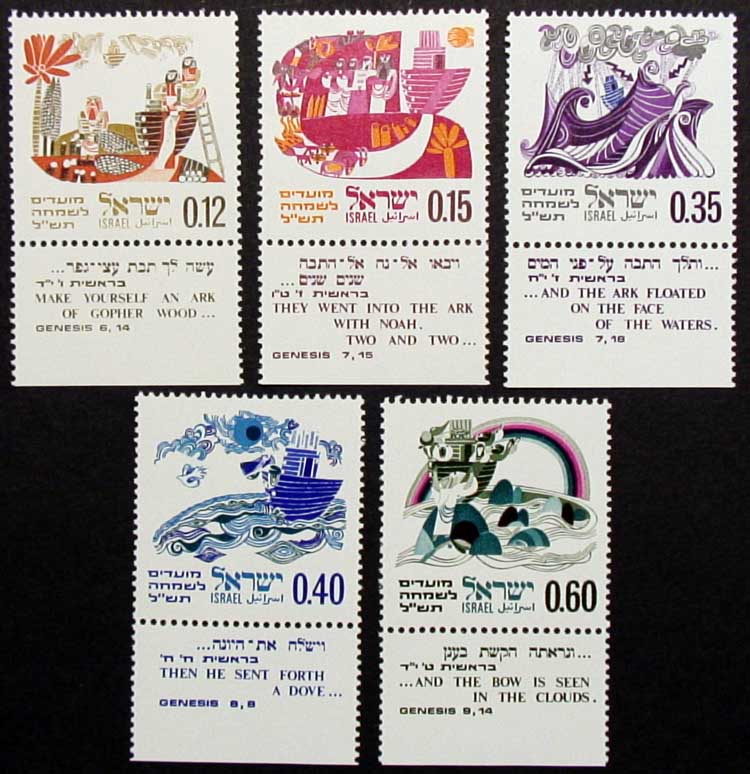 מועדים
לשמחה
תש"ל
ישראל
ISRAEL اسرائيل
0.12
עשה לך תבת עצי־גפר...
בראשית ו' י"ד
MAKE YOURSELF AN ARK
OF GOPHER WOOD...
GENESIS 6,14
מועדים
לשמחה
תש"ל
ישראל
ISRAEL اسرائيل
0.15
ויבאו אל־נח אל־התבה
שנים שנים...
בראשית ז' ט"ו
THEY WENT INTO THE ARK
WITH NOAH.
TWO AND TWO...
GENESIS 7,15
מועדים
לשמחה
תש"ל
ישראל
ISRAEL اسرائيل
0.35
...ותלך התבה על־פני המים
בראשית ז' י"ח
...AND THE ARK FLOATED
ON THE FACE
OF THE WATERS.
GENESIS 7,18
מועדים
לשמחה
תש"ל
ישראל
ISRAEL اسرائيل
0.40
וישלח את־היונה...
בראשית ח' ח'
THEN HE SENT FORTH
A DOVE...
GENESIS 8,8
מועדים
לשמחה
תש"ל
ישראל
ISRAEL اسرائيل
0.60
...ונראתה הקשת בענן
בראשית ט' י"ד
...AND THE BOW IS SEEN
IN THE CLOUDS.
GENESIS 9,14